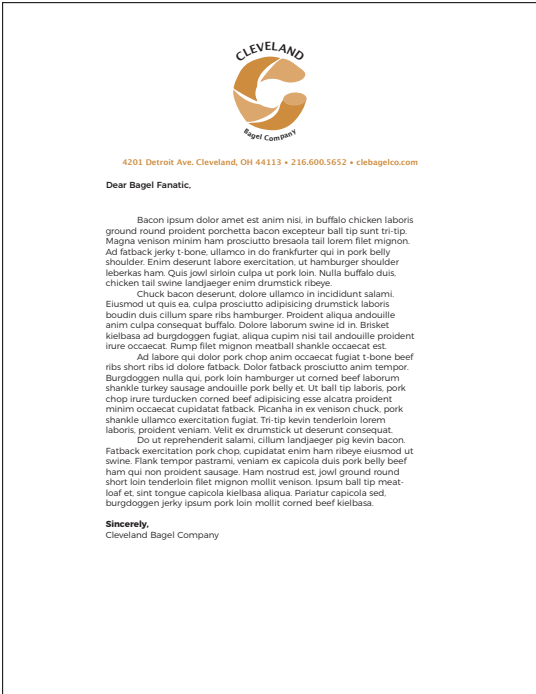 CLEVELAND
Bagel Company
4201 Detroit Ave. Cleveland, OH 44113 • 216.600.5652 • clebagelco.com
Dear Bagel Fanatic,
Bacon ipsum dolor amet est anim nisi, in buffalo chicken laboris
ground round proident porchetta bacon excepteur ball tip sunt tri-tip.
Magna venison minim ham prosciutto bresaola tail lorem filet mignon.
Ad fatback jerky t-bone, ullamco in do frankfurter qui in pork belly
shoulder. Enim deserunt labore exercitation, ut hamburger shoulder
leberkas ham. Quis jowl sirloin culpa ut pork loin. Nulla buffalo duis,
chicken tail swine landjaeger enim drumstick ribeye.
Chuck bacon deserunt, dolore ullamco in incididunt salami.
Eiusmod ut quis ea, culpa prosciutto adipisicing drumstick laboris
boudin duis cillum spare ribs hamburger. Proident aliqua andouille
anim culpa consequat buffalo. Dolore laborum swine id in. Brisket
kielbasa ad burgdoggen fugiat, aliqua cupim nisi tail andouille proident
irure occaecat. Rump filet mignon meatball shankle occaecat est.
Ad labore qui dolor pork chop anim occaecat fugiat t-bone beef
ribs short ribs id dolore fatback. Dolor fatback prosciutto anim tempor.
Burgdoggen nulla qui, pork loin hamburger ut corned beef laborum
shankle turkey sausage andouille pork belly et. Ut ball tip laboris, pork
chop irure turducken corned beef adipisicing esse alcatra proident
minim occaecat cupidatat fatback. Picanha in ex venison chuck, pork
shankle ullamco exercitation fugiat. Tri-tip kevin tenderloin lorem
laboris, proident veniam. Velit ex drumstick ut deserunt consequat.
Do ut reprehenderit salami, cillum landjaeger pig kevin bacon.
Fatback exercitation pork chop, cupidatat enim ham ribeye eiusmod ut
swine. Flank tempor pastrami, veniam ex capicola duis pork belly beef
ham qui non proident sausage. Ham nostrud est, jowl ground round
short loin tenderloin filet mignon mollit venison. Ipsum ball tip meat-
loaf et, sint tongue capicola kielbasa aliqua. Pariatur capicola sed,
burgdoggen jerky ipsum pork loin mollit corned beef kielbasa.
Sincerely,
Cleveland Bagel Company